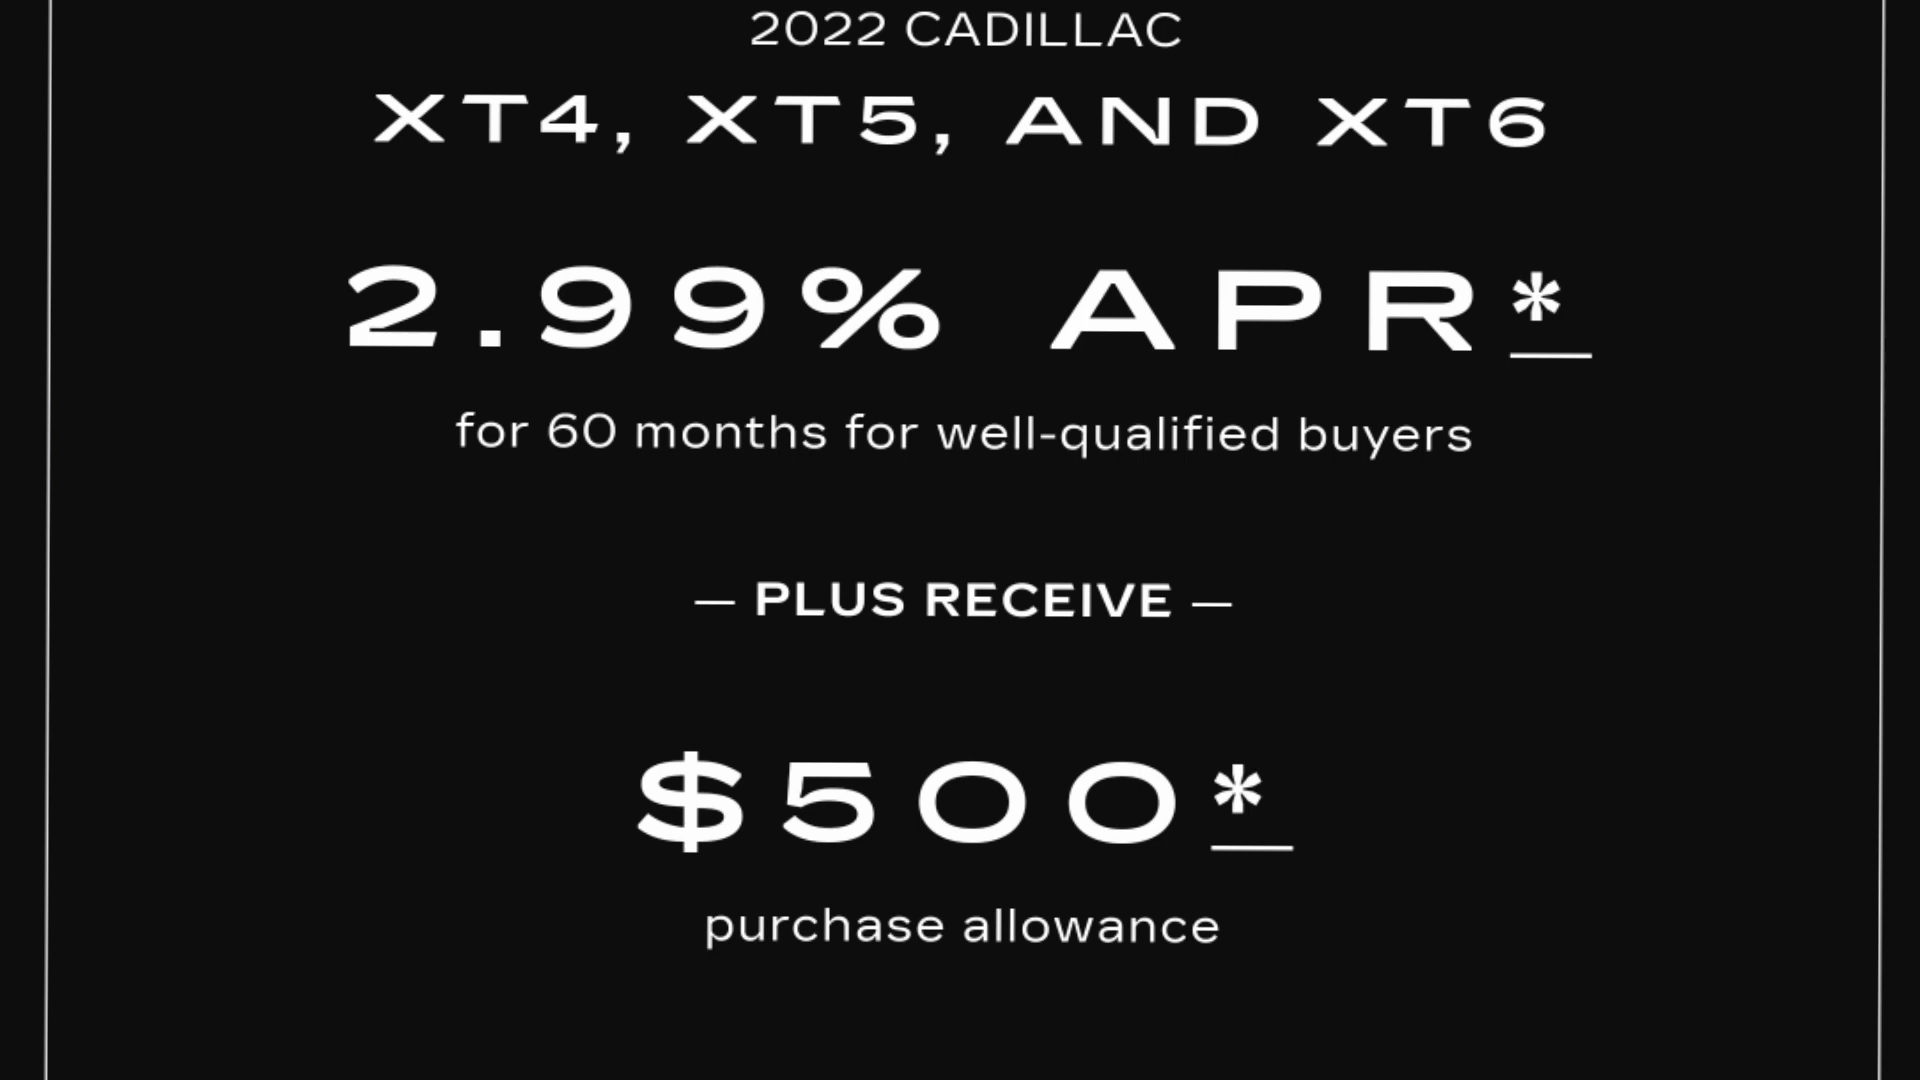 2022 CADILLAC
XT4, XT5, AND XT6
2.99% APR*
for 60 months for well-qualified buyers
— PLUS RECEIVE —
$500*
purchase allowance